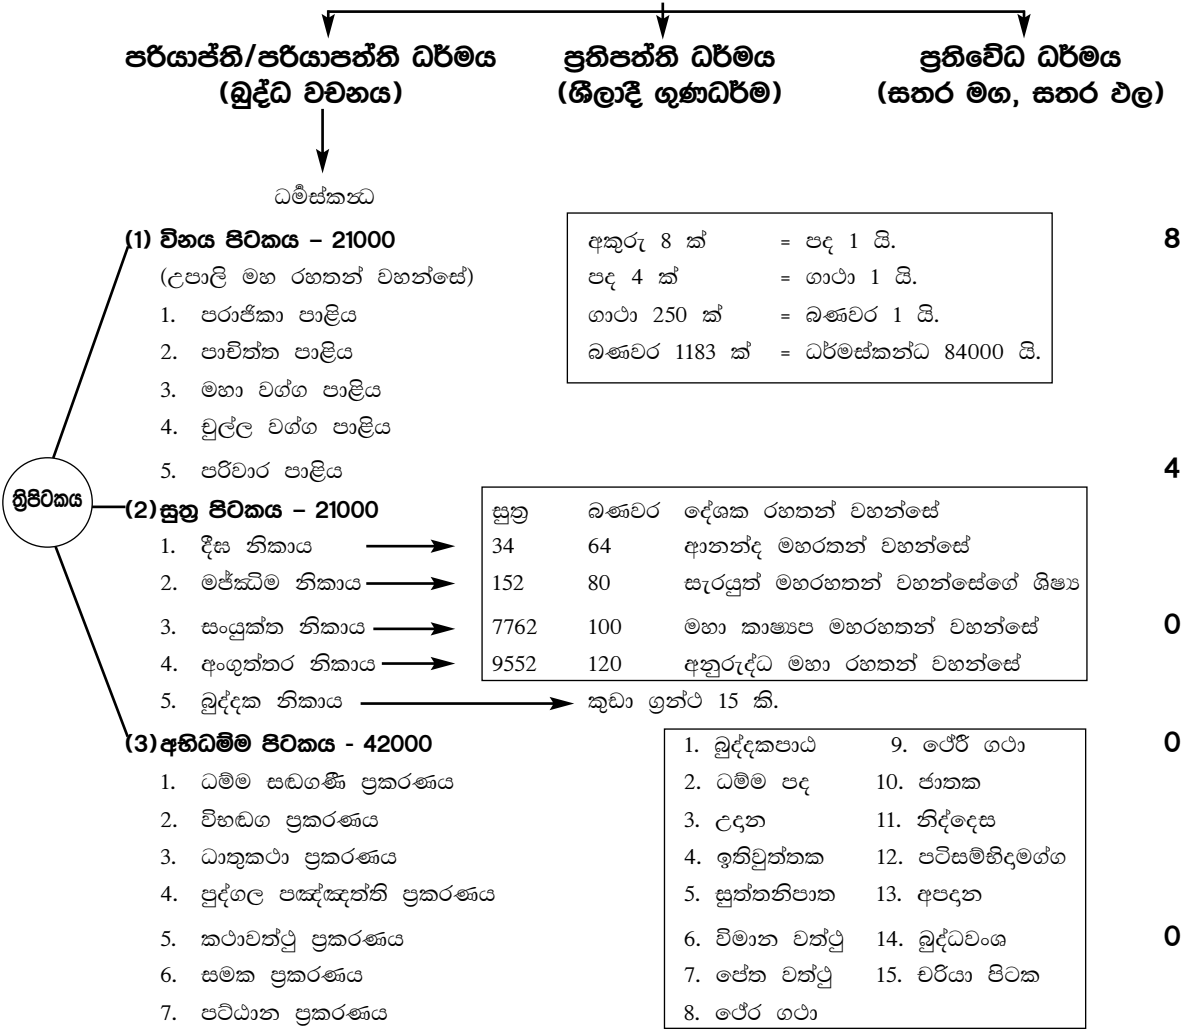 පරියාප්ති/පරියාපත්ති ධර්මය
(බුද්ධ වචනය)
ප්‍රතිපත්ති ධර්මය
(ශීලාදී ගුණධර්ම)
ප්‍රතිවේධ ධර්මය
(සතර මග, සතර ඵල)
ධර්මස්කන්‍ධ
ත්‍රිපිටකය
(1) විනය පිටකය – 21000
(උපාලි මහ රහතන් වහන්සේ)
1. පරාජිකා පාළිය
2. පාචිත්ත පාළිය
3. මහා වග්ග පාළිය
4. චුල්ල වග්ග පාළිය
5. පරිවාර පාළිය
අකුරු 8 ක් = පද 1 යි.
පද 4 ක් = ගාථා 1 යි.
ගාථා 250 ක් = බණවර 1 යි.
බණවර 1183 ක් = ධර්මස්කන්ධ 84000 යි.
8
4
0
0
0
(2) සුත්‍ර පිටකය – 21000
සුත්‍ර බණවර දේශක රහතන් වහන්සේ
1. දීඝ නිකාය 34 64 ආනන්ද මහරතන් වහන්සේ
2. මජ්ඣිම නිකාය 152 80 සැරයුත් මහරහතන් වහන්සේගේ ශිෂ්‍ය
3. සංයුක්ත නිකාය 7762 100 මහා කාෂ්‍යප මහරහතන් වහන්සේ
4. අංගුත්තර නිකාය 9552 120 අනුරුද්ධ මහා රහතන් වහන්සේ
5. බුද්දක නිකාය කුඩා ග්‍රන්ථ 15 කි.
(3) අභිධම්ම පිටකය - 42000
1. ධම්ම සඬගණී ප්‍රකරණය
2. විභඬග ප්‍රකරණය
3. ධාතුකථා ප්‍රකරණය
4. පුද්ගල පඤ්ඤත්ති ප්‍රකරණය
5. කථාවත්ථු ප්‍රකරණය
6. සමක ප්‍රකරණය
7. පට්ඨාන ප්‍රකරණය
1. බුද්දකපාඨ
2. ධම්ම පද
3. උදාන
4. ඉතිවුත්තක
5. සුත්තනිපාත
6. විමාන වත්ථු
7. පේත වත්ථු
8. ථේර ගථා
9. ථේරී ගථා
10. ජාතක
11. නිද්දෙස
12. පටිසම්භිදාමග්ග
13. අපදාන
14. බුද්ධවංශ
15. චරියා පිටක